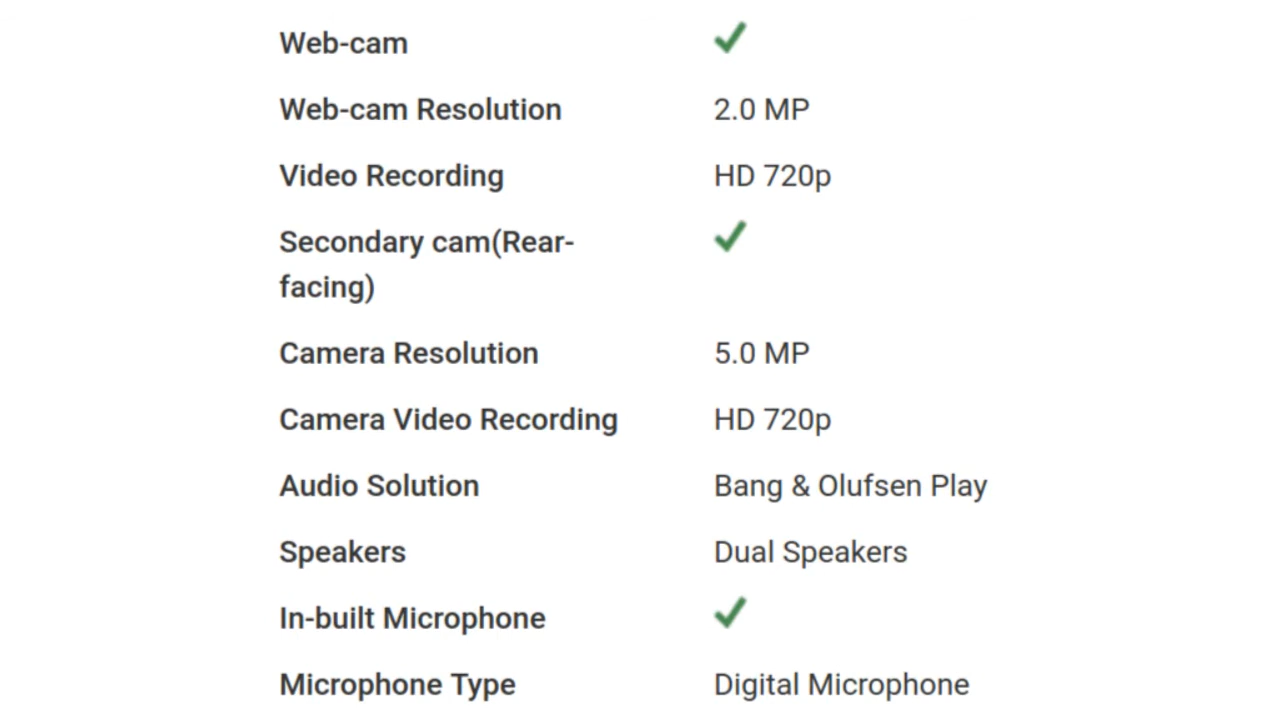 Web-cam
Web-cam Resolution 2.0 MP
Video Recording HD 720p
Secondary cam(Rear-
facing)
Camera Resolution 5.0 MP
Camera Video Recording HD 720p
Audio Solution Bang & Olufsen Play
Speakers Dual Speakers
In-built Microphone
Microphone Type Digital Microphone